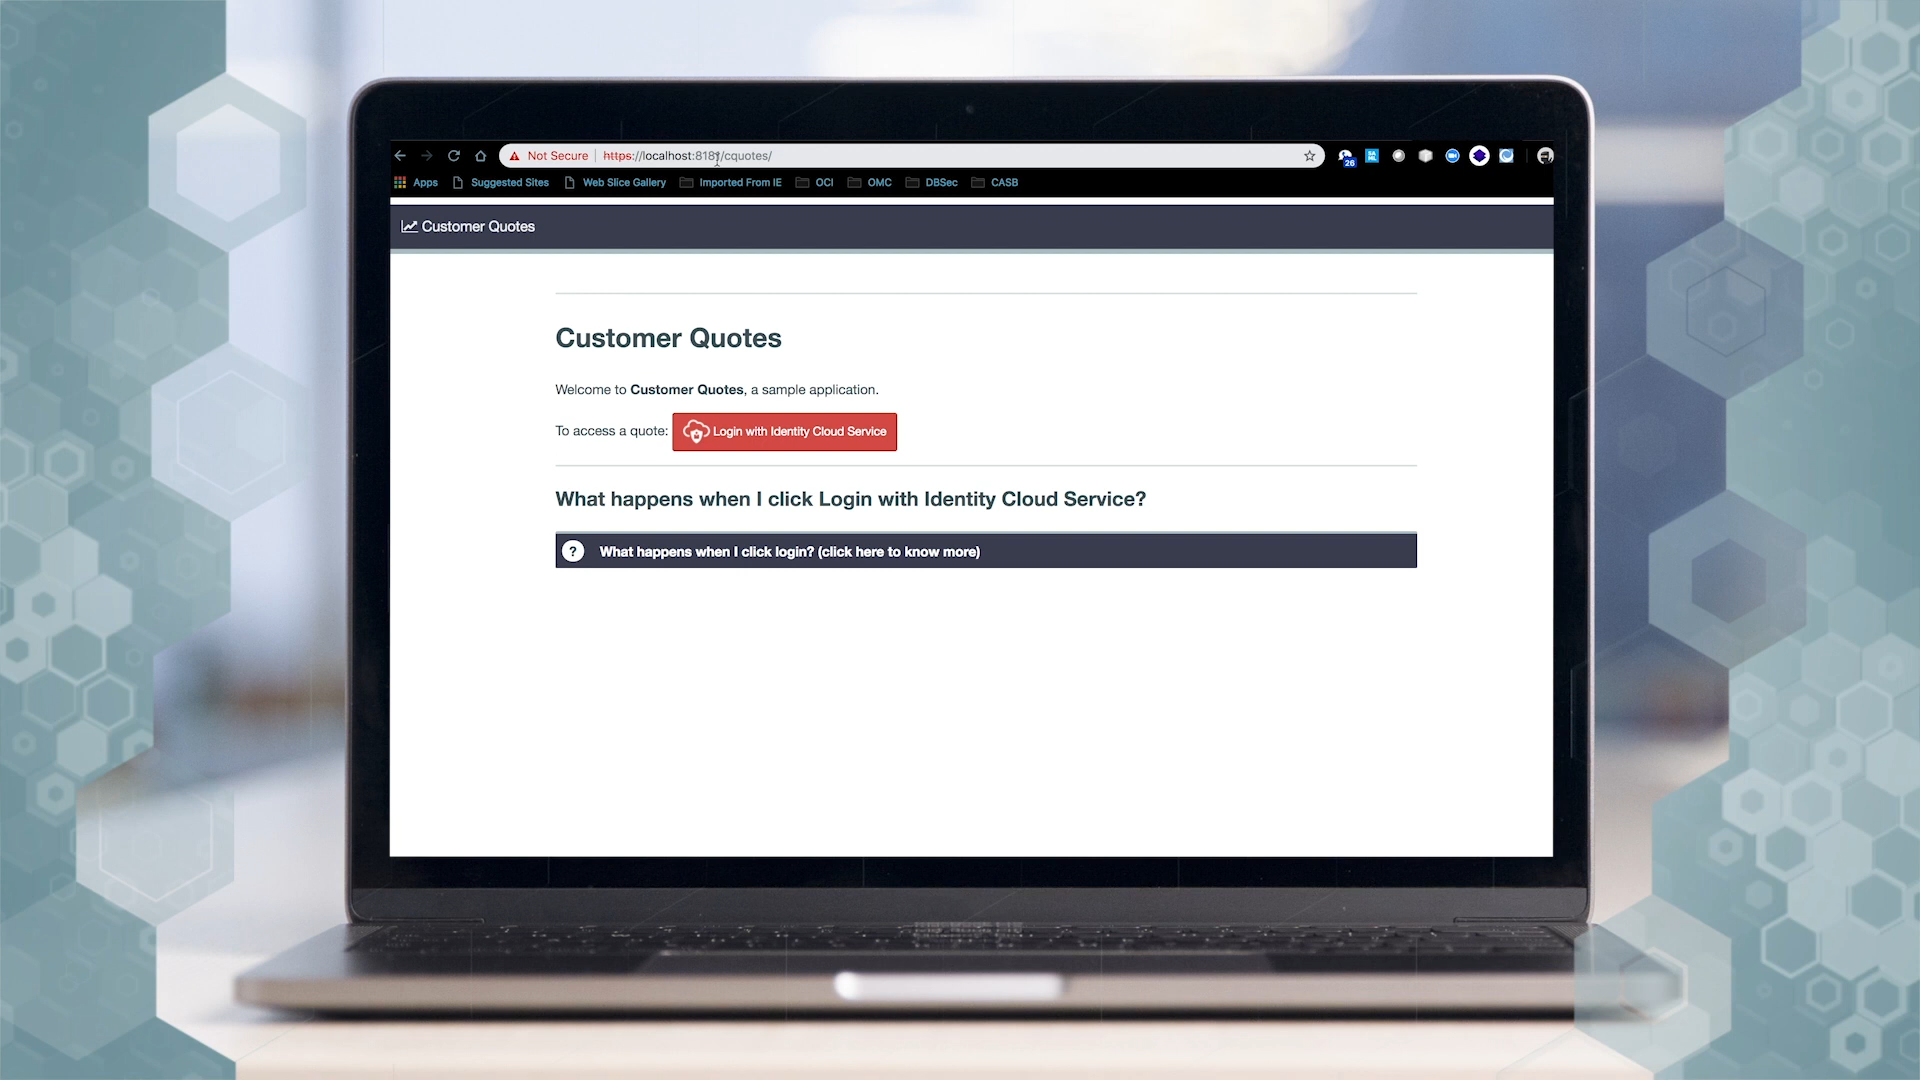 Not Secure https://localhost:8181/cquotes/
26
Apps Suggested Sites Web Slice Gallery Imported From IE OCI OMC DBSec CASB
Customer Quotes
Customer Quotes
Welcome to Customer Quotes, a sample application.
To access a quote: Login with Identity Cloud Service
What happens when I click Login with Identity Cloud Service?
? What happens when I click login? (click here to know more)